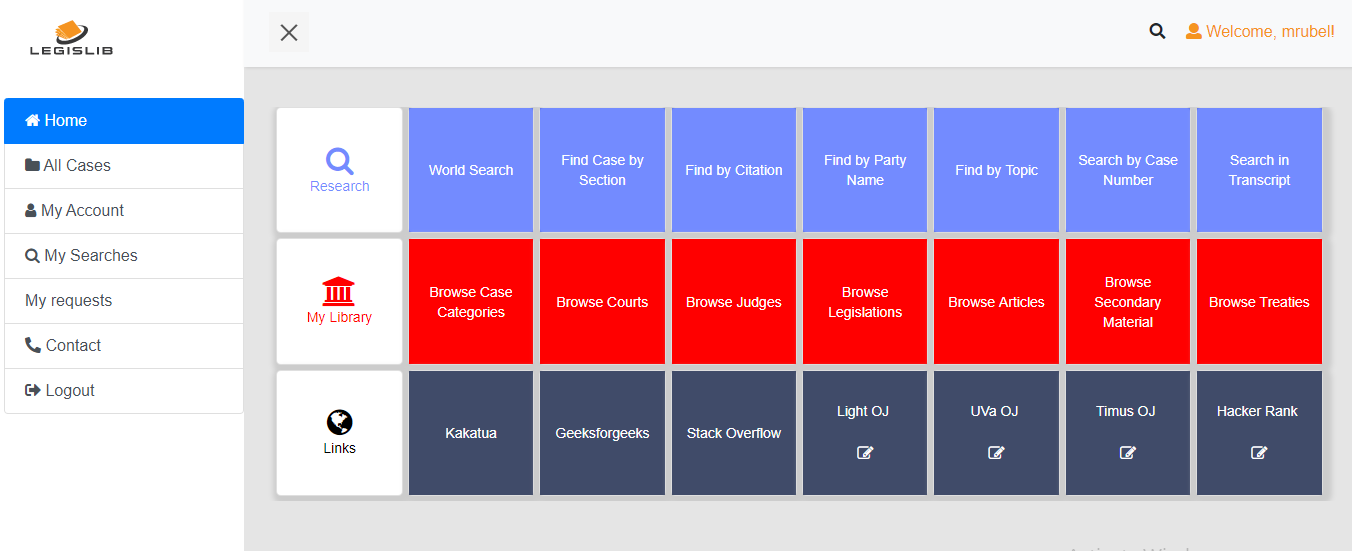 LEGISLIB
Welcome, mrubel!
Home
All Cases
My Account
My Searches
My requests
Contact
Logout
Research
World Search
Find Case by
Section
Find by Citation
Find by Party
Name
Find by Topic
Search by Case
Number
Search in
Transcript
My Library
Browse Case
Categories
Browse Courts
Browse Judges
Browse
Legislations
Browse Articles
Browse
Secondary
Material
Browse Treaties
Links
Kakatua
Geeksforgeeks
Stack Overflow
Light OJ
UVa OJ
Timus OJ
Hacker Rank